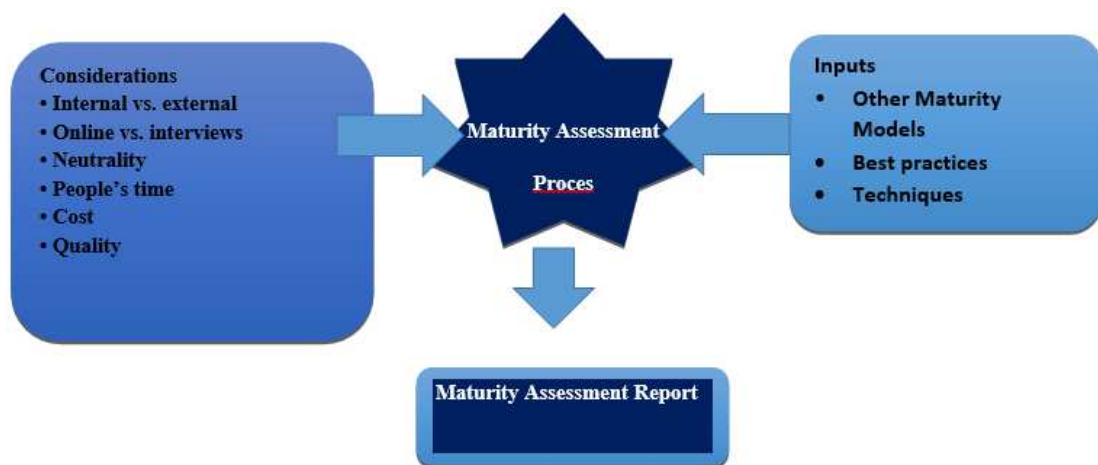 Considerations
• Internal vs. external
• Online vs. interviews
• Neutrality
• People's time
• Cost
• Quality
Maturity Assessment
Proces
Inputs
• Other Maturity
Models
• Best practices
• Techniques
Maturity Assessment Report